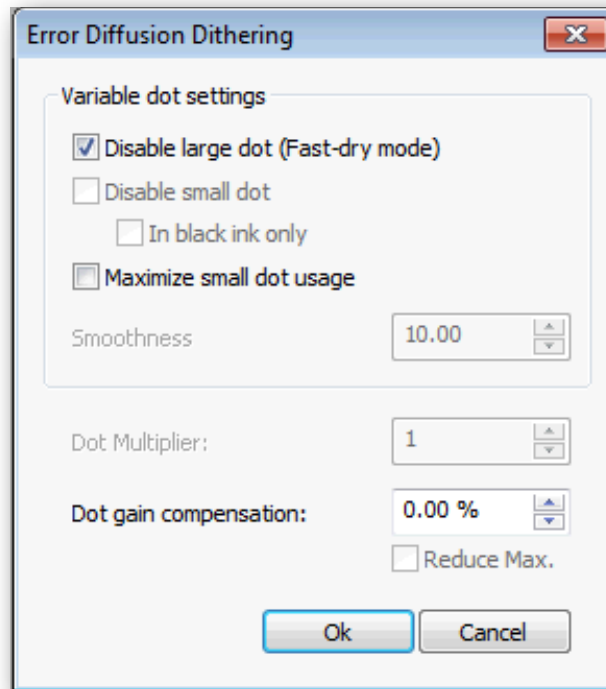 Error Diffusion Dithering
Variable dot settings
Disable large dot (Fast-dry mode)
Disable small dot
In black ink only
Maximize small dot usage
Smoothness 10.00
Dot Multiplier: 1
Dot gain compensation: 0.00 %
Reduce Max.
Ok Cancel